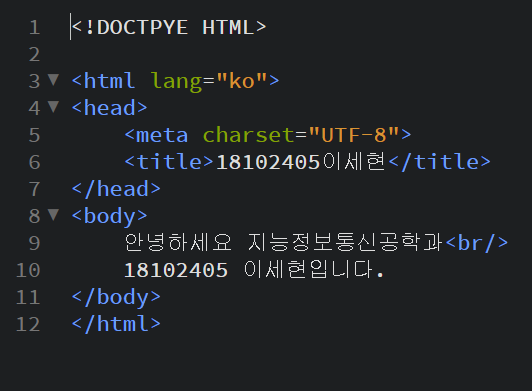 1 <!DOCTPYE HTML>
2
3 <html lang="ko">
4 <head>
5 <meta charset="UTF-8">
6 <title>18102405이세현</title>
7 </head>
8 <body>
9 안녕하세요 지능정보통신공학과<br/>
10 18102405 이세현입니다.
11 </body>
12 </html>